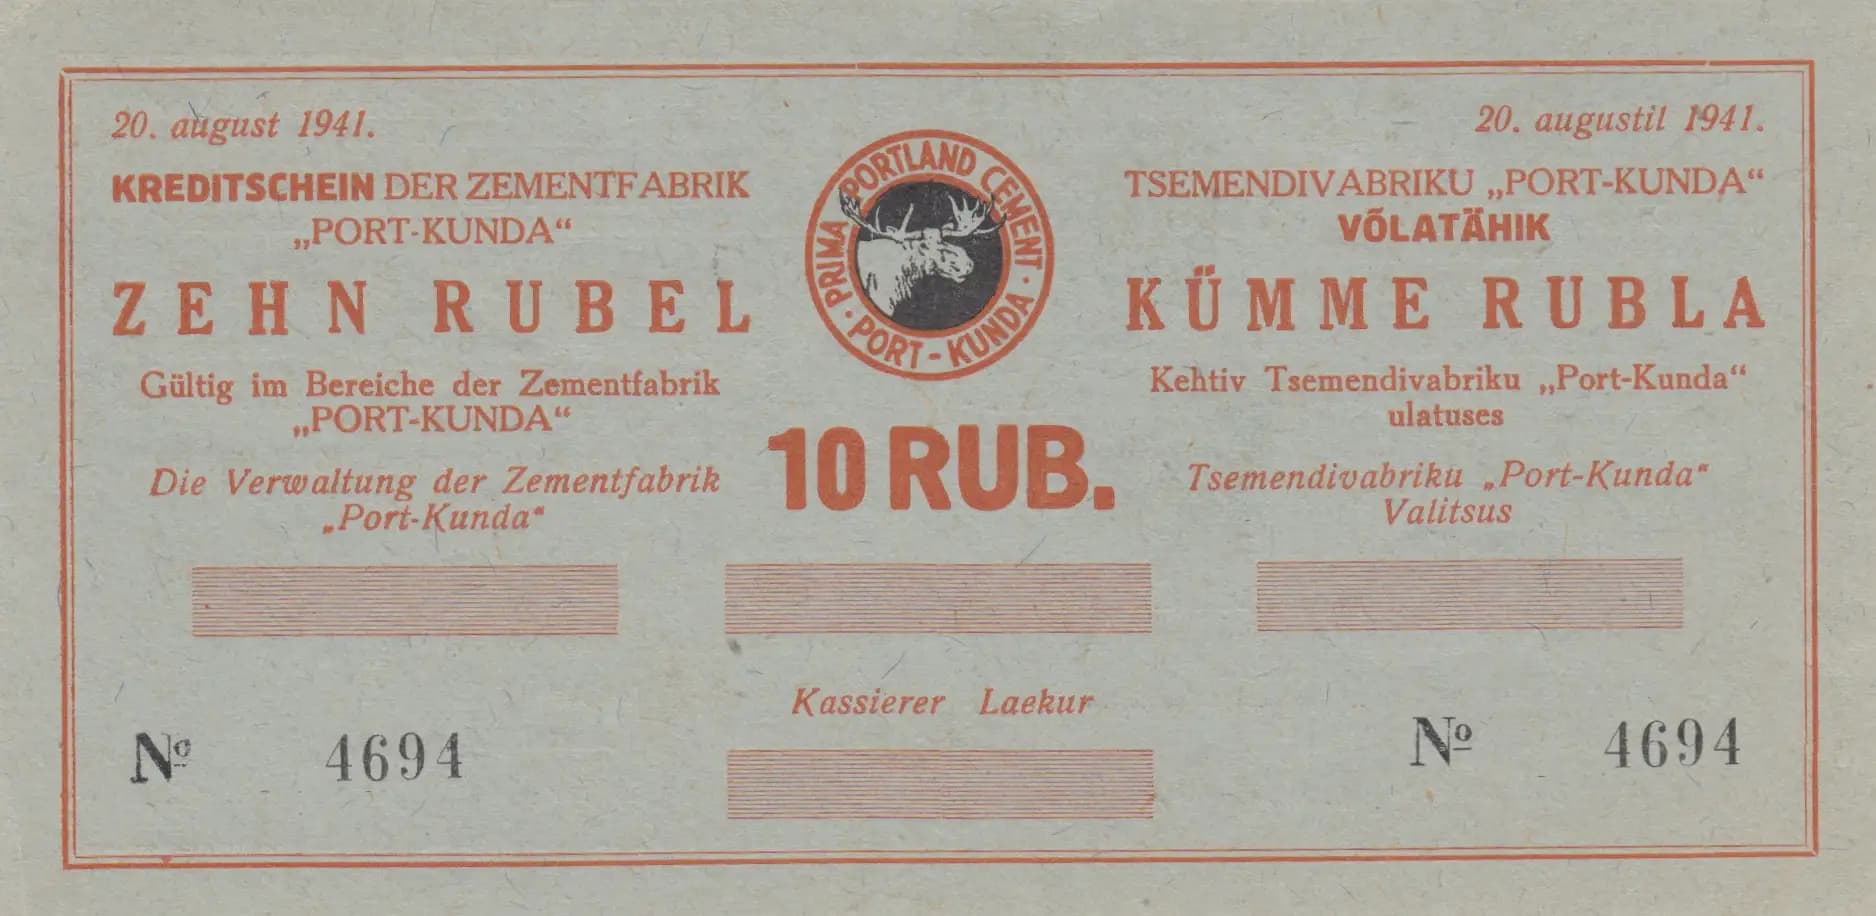 20. august 1941.
KREDITSCHEIN DER ZEMENTFABRIK
„PORT-KUNDA“
ZEHN RUBEL
Gültig im Bereiche der Zementfabrik
„PORT-KUNDA“
Die Verwaltung der Zementfabrik
„Port-Kunda“
PRIMA PORTLAND CEMENT · PORT-KUNDA ·
10 RUB.
20. augustil 1941.
TSEMENDIVABRIKU „PORT-KUNDA“
VÕLATÄHIK
KÜMME RUBLA
Kehtiv Tsemendivabriku „Port-Kunda“
ulatuses
Tsemendivabriku „Port-Kunda“
Valitsus
Kassierer Laekur
№ 4694
№ 4694